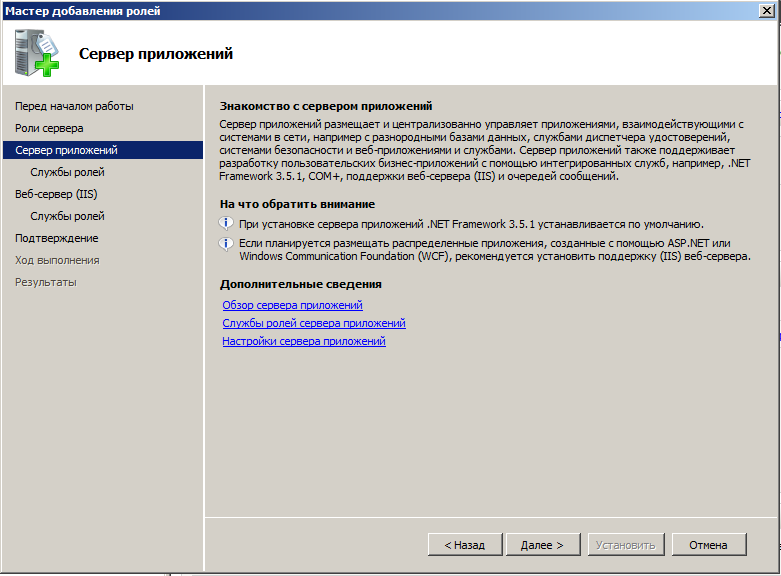 Мастер добавления ролей
Сервер приложений
Перед началом работы
Роли сервера
Сервер приложений
Службы ролей
Веб-сервер (IIS)
Службы ролей
Подтверждение
Ход выполнения
Результаты
Знакомство с сервером приложений
Сервер приложений размещает и централизованно управляет приложениями, взаимодействующими с
системами в сети, например с разнородными базами данных, службами диспетчера удостоверений,
системами безопасности и веб-приложениями и службами. Сервер приложений также поддерживает
разработку пользовательских бизнес-приложений с помощью интегрированных служб, например, .NET
Framework 3.5.1, COM+, поддержки веб-сервера (IIS) и очередей сообщений.
На что обратить внимание
При установке сервера приложений .NET Framework 3.5.1 устанавливается по умолчанию.
Если планируется размещать распределенные приложения, созданные с помощью ASP.NET или
Windows Communication Foundation (WCF), рекомендуется установить поддержку (IIS) веб-сервера.
Дополнительные сведения
Обзор сервера приложений
Службы ролей сервера приложений
Настройки сервера приложений
< Назад
Далее >
Установить
Отмена